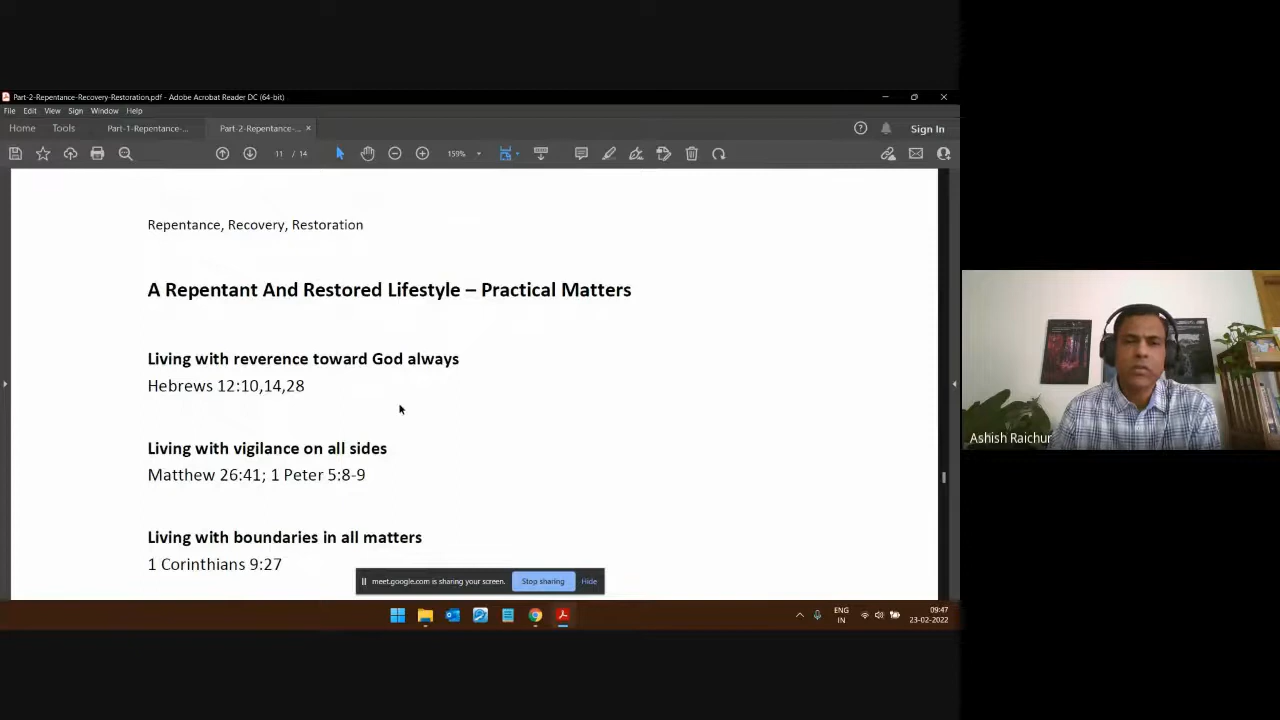 Part-2-Repentance-Recovery-Restoration.pdf - Adobe Acrobat Reader DC (64-bit)
File Edit View Sign Window Help
Home Tools Part-1-Repentance-... Part-2-Repentance-... × Sign In
11 / 14 159%
Repentance, Recovery, Restoration
A Repentant And Restored Lifestyle – Practical Matters
Living with reverence toward God always
Hebrews 12:10,14,28
Living with vigilance on all sides
Matthew 26:41; 1 Peter 5:8-9
Living with boundaries in all matters
1 Corinthians 9:27
meet.google.com is sharing your screen. Stop sharing Hide
ENG
IN
09:47
23-02-2022
Ashish Raichur